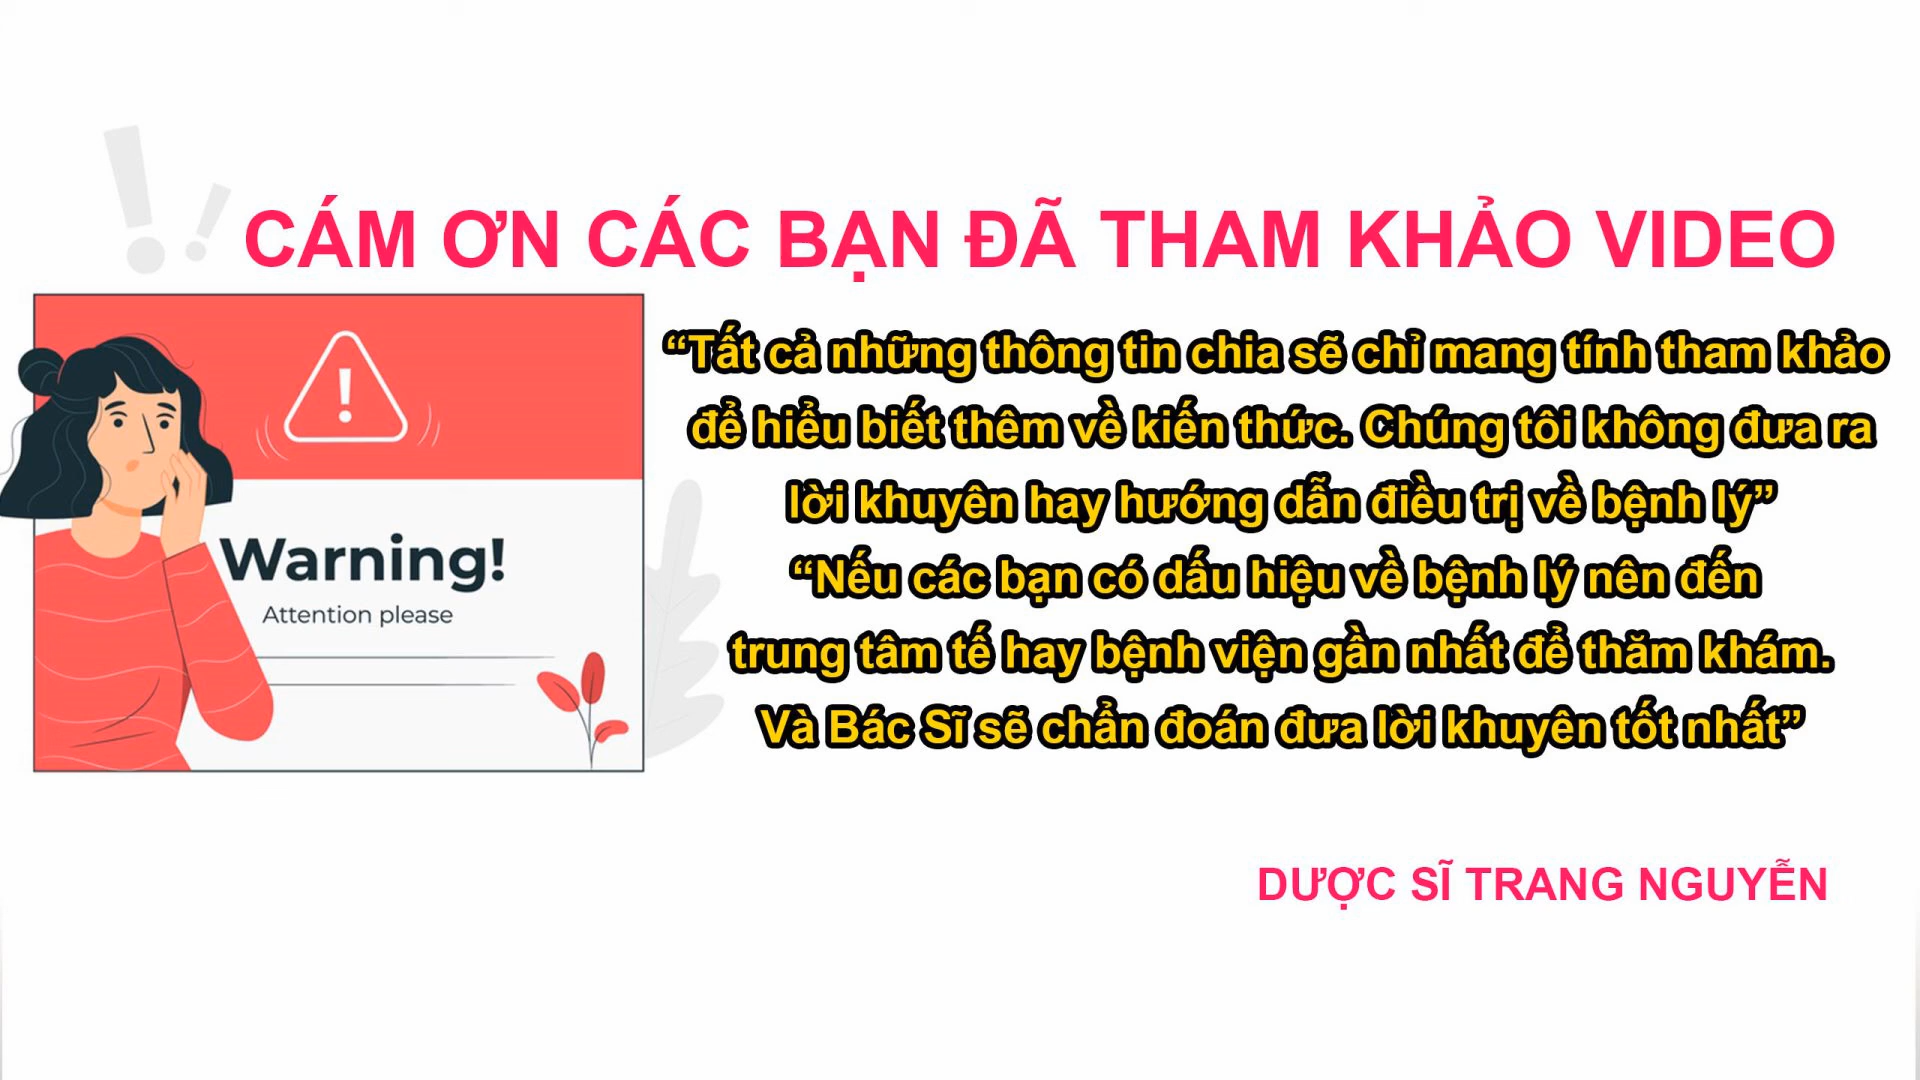 CÁM ƠN CÁC BẠN ĐÃ THAM KHẢO VIDEO
“Tất cả những thông tin chia sẽ chỉ mang tính tham khảo
để hiểu biết thêm về kiến thức. Chúng tôi không đưa ra
lời khuyên hay hướng dẫn điều trị về bệnh lý”
“Nếu các bạn có dấu hiệu về bệnh lý nên đến
trung tâm tế hay bệnh viện gần nhất để thăm khám.
Và Bác Sĩ sẽ chẩn đoán đưa lời khuyên tốt nhất”
Warning!
Attention please
DƯỢC SĨ TRANG NGUYỄN